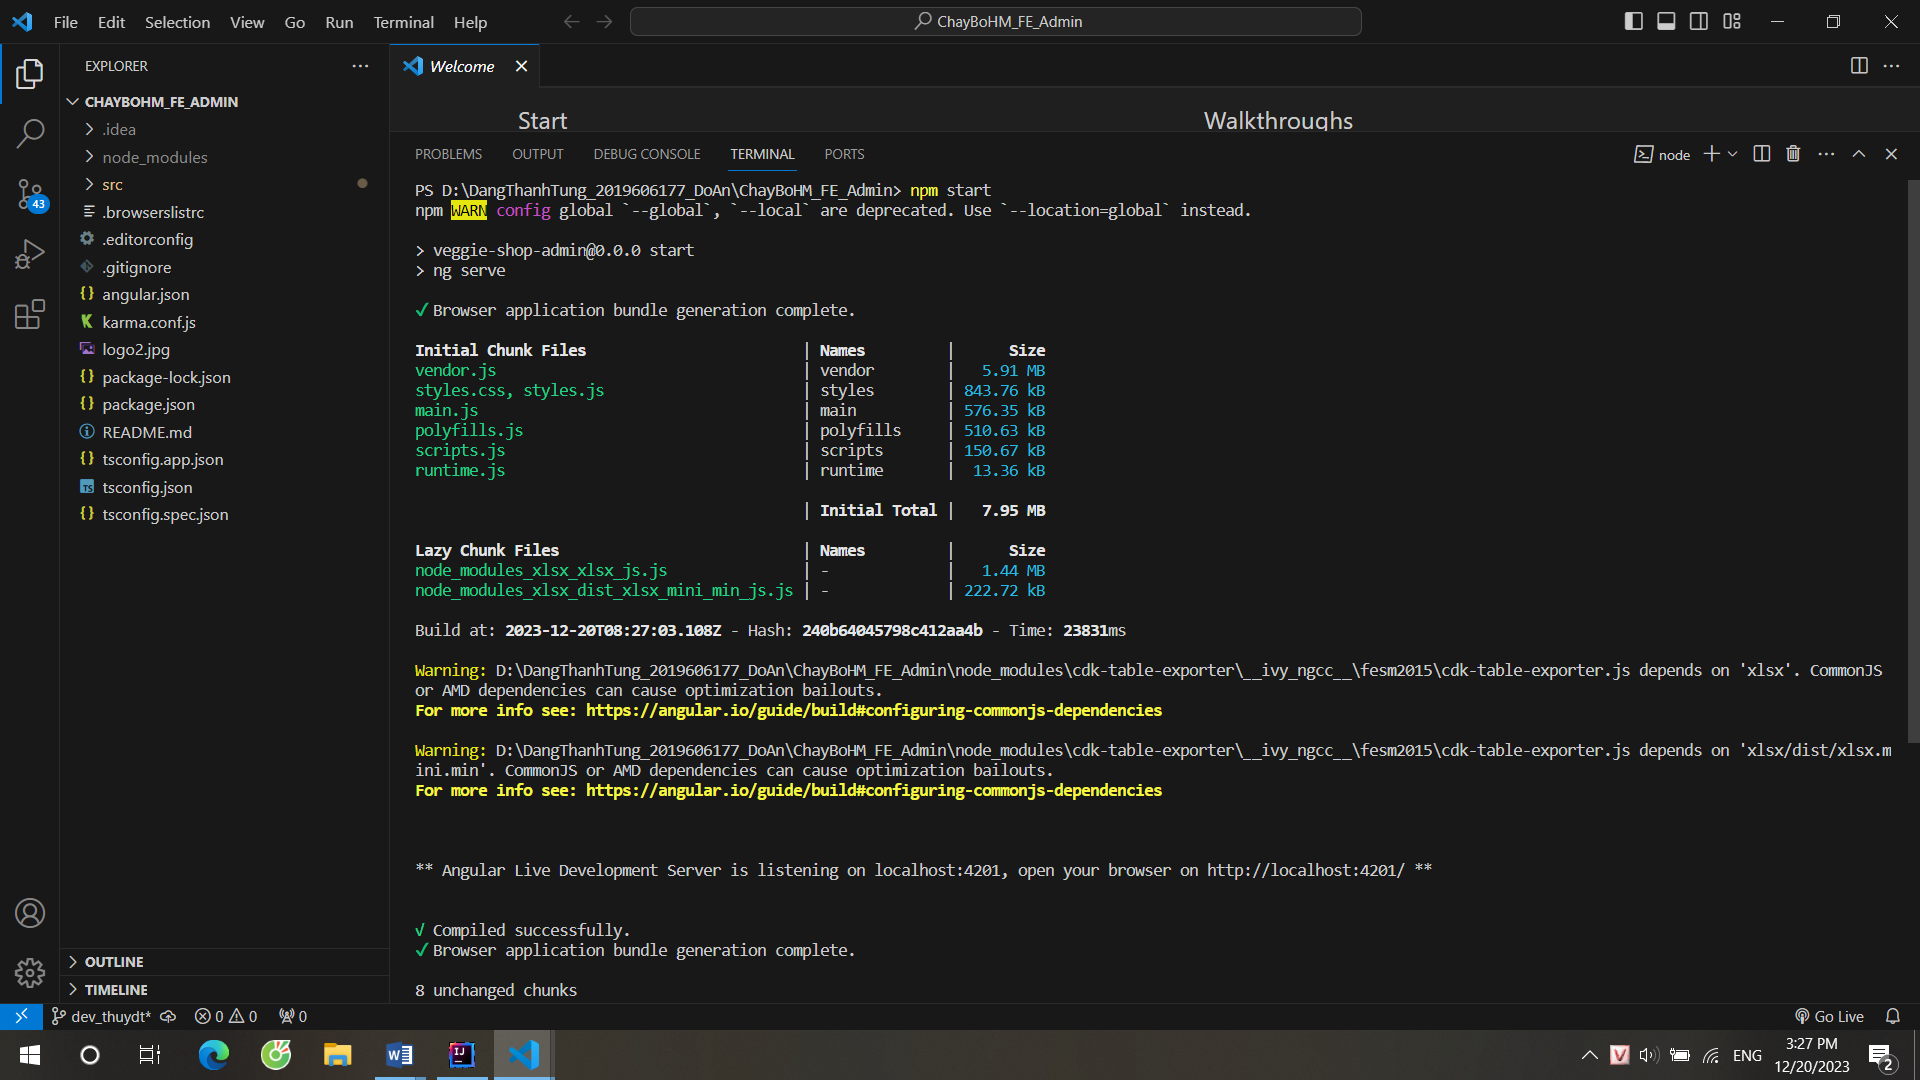 File Edit Selection View Go Run Terminal Help
ChayBoHM_FE_Admin
EXPLORER
Welcome
CHAYBOHM_FE_ADMIN
.idea
node_modules
src
.browserslistrc
.editorconfig
.gitignore
angular.json
karma.conf.js
logo2.jpg
package-lock.json
package.json
README.md
tsconfig.app.json
tsconfig.json
tsconfig.spec.json
OUTLINE
TIMELINE
43
Start Walkthroughs
PROBLEMS OUTPUT DEBUG CONSOLE TERMINAL PORTS
node
PS D:\DangThanhTung_2019606177_DoAn\ChayBoHM_FE_Admin> npm start
npm WARN config global `--global`, `--local` are deprecated. Use `--location=global` instead.
> veggie-shop-admin@0.0.0 start
> ng serve
✓ Browser application bundle generation complete.
Initial Chunk Files | Names | Size
vendor.js | vendor | 5.91 MB
styles.css, styles.js | styles | 843.76 kB
main.js | main | 576.35 kB
polyfills.js | polyfills | 510.63 kB
scripts.js | scripts | 150.67 kB
runtime.js | runtime | 13.36 kB
| Initial Total | 7.95 MB
Lazy Chunk Files | Names | Size
node_modules_xlsx_xlsx_js.js | - | 1.44 MB
node_modules_xlsx_dist_xlsx_mini_min_js.js | - | 222.72 kB
Build at: 2023-12-20T08:27:03.108Z - Hash: 240b64045798c412aa4b - Time: 23831ms
Warning: D:\DangThanhTung_2019606177_DoAn\ChayBoHM_FE_Admin\node_modules\cdk-table-exporter\__ivy_ngcc__\fesm2015\cdk-table-exporter.js depends on 'xlsx'. CommonJS
or AMD dependencies can cause optimization bailouts.
For more info see: https://angular.io/guide/build#configuring-commonjs-dependencies
Warning: D:\DangThanhTung_2019606177_DoAn\ChayBoHM_FE_Admin\node_modules\cdk-table-exporter\__ivy_ngcc__\fesm2015\cdk-table-exporter.js depends on 'xlsx/dist/xlsx.m
ini.min'. CommonJS or AMD dependencies can cause optimization bailouts.
For more info see: https://angular.io/guide/build#configuring-commonjs-dependencies
** Angular Live Development Server is listening on localhost:4201, open your browser on http://localhost:4201/ **
√ Compiled successfully.
✓ Browser application bundle generation complete.
8 unchanged chunks
dev_thuydt* 0 0 0
Go Live
ENG
3:27 PM
12/20/2023
2